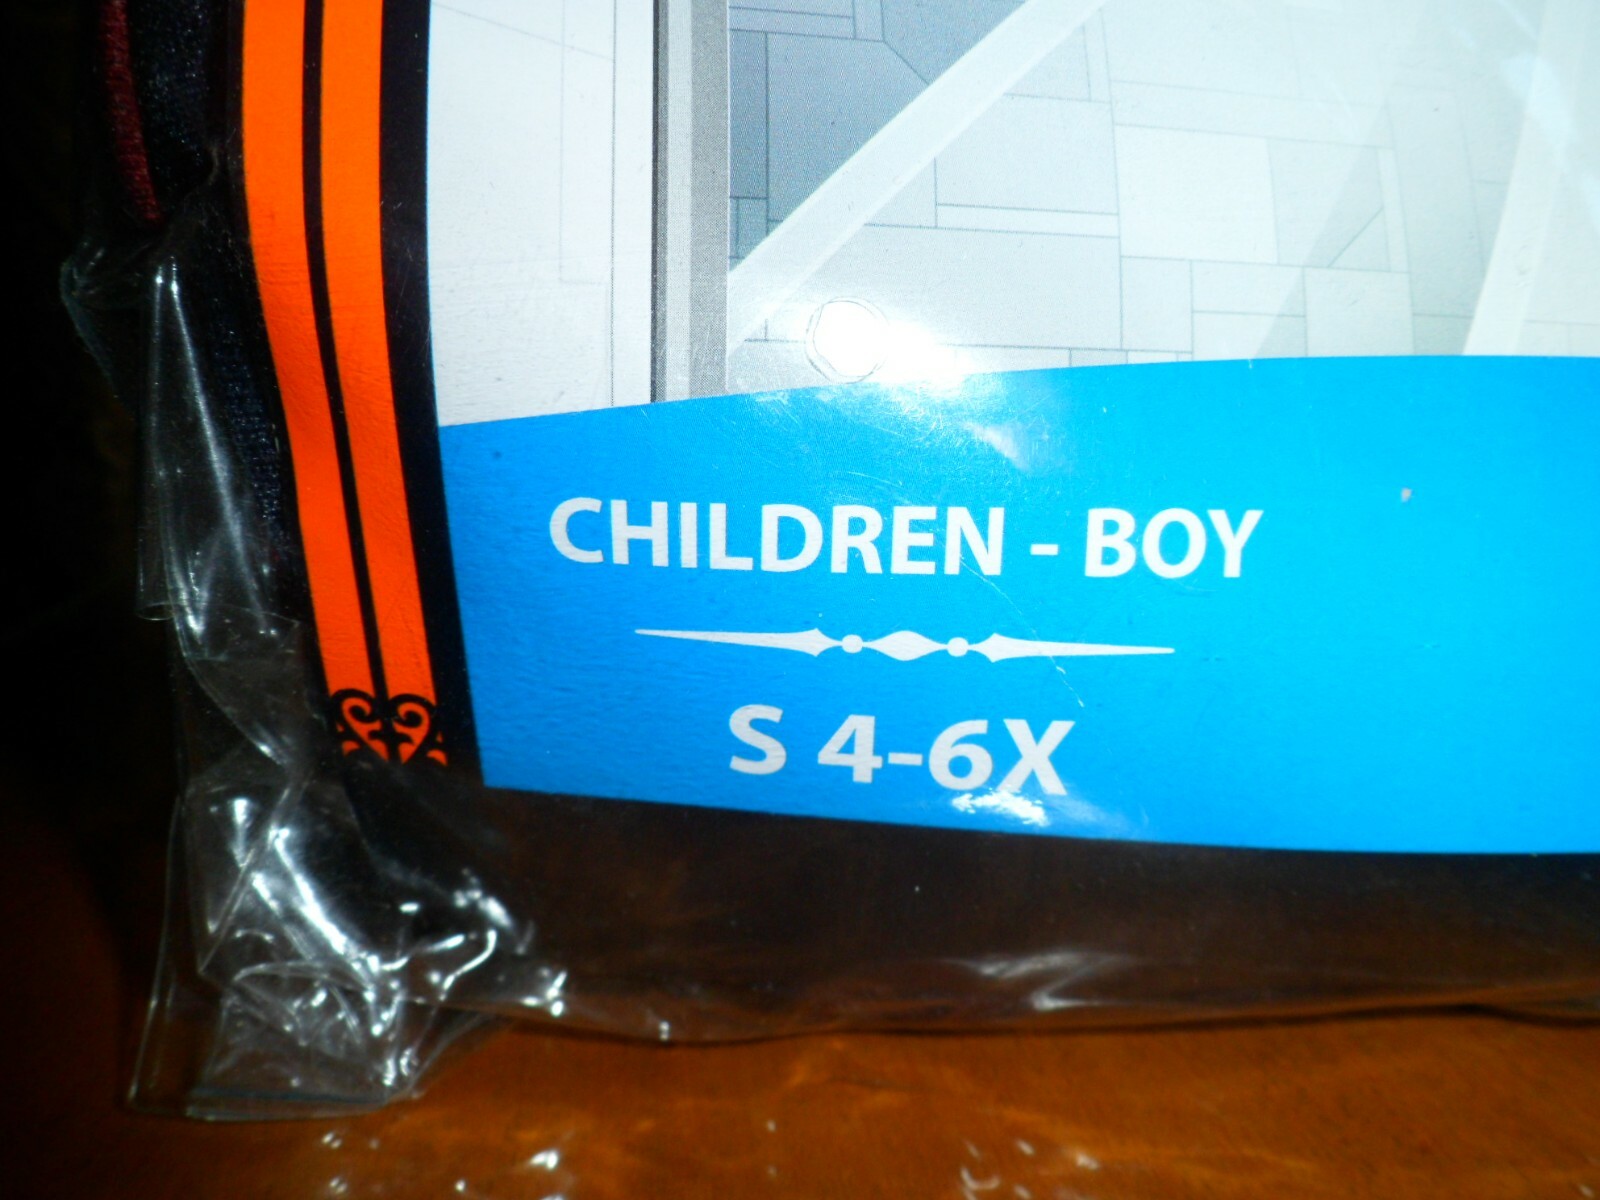 CHILDREN - BOY
S 4-6X